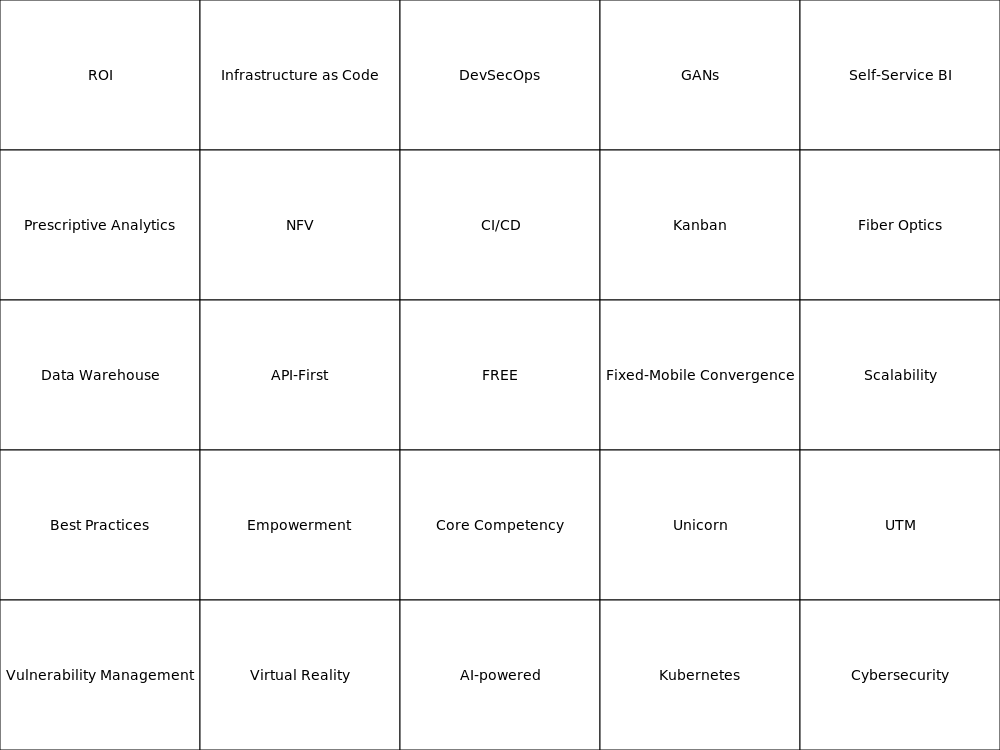 ROI
Infrastructure as Code
DevSecOps
GANs
Self-Service BI
Prescriptive Analytics
NFV
CI/CD
Kanban
Fiber Optics
Data Warehouse
API-First
FREE
Fixed-Mobile Convergence
Scalability
Best Practices
Empowerment
Core Competency
Unicorn
UTM
Vulnerability Management
Virtual Reality
AI-powered
Kubernetes
Cybersecurity